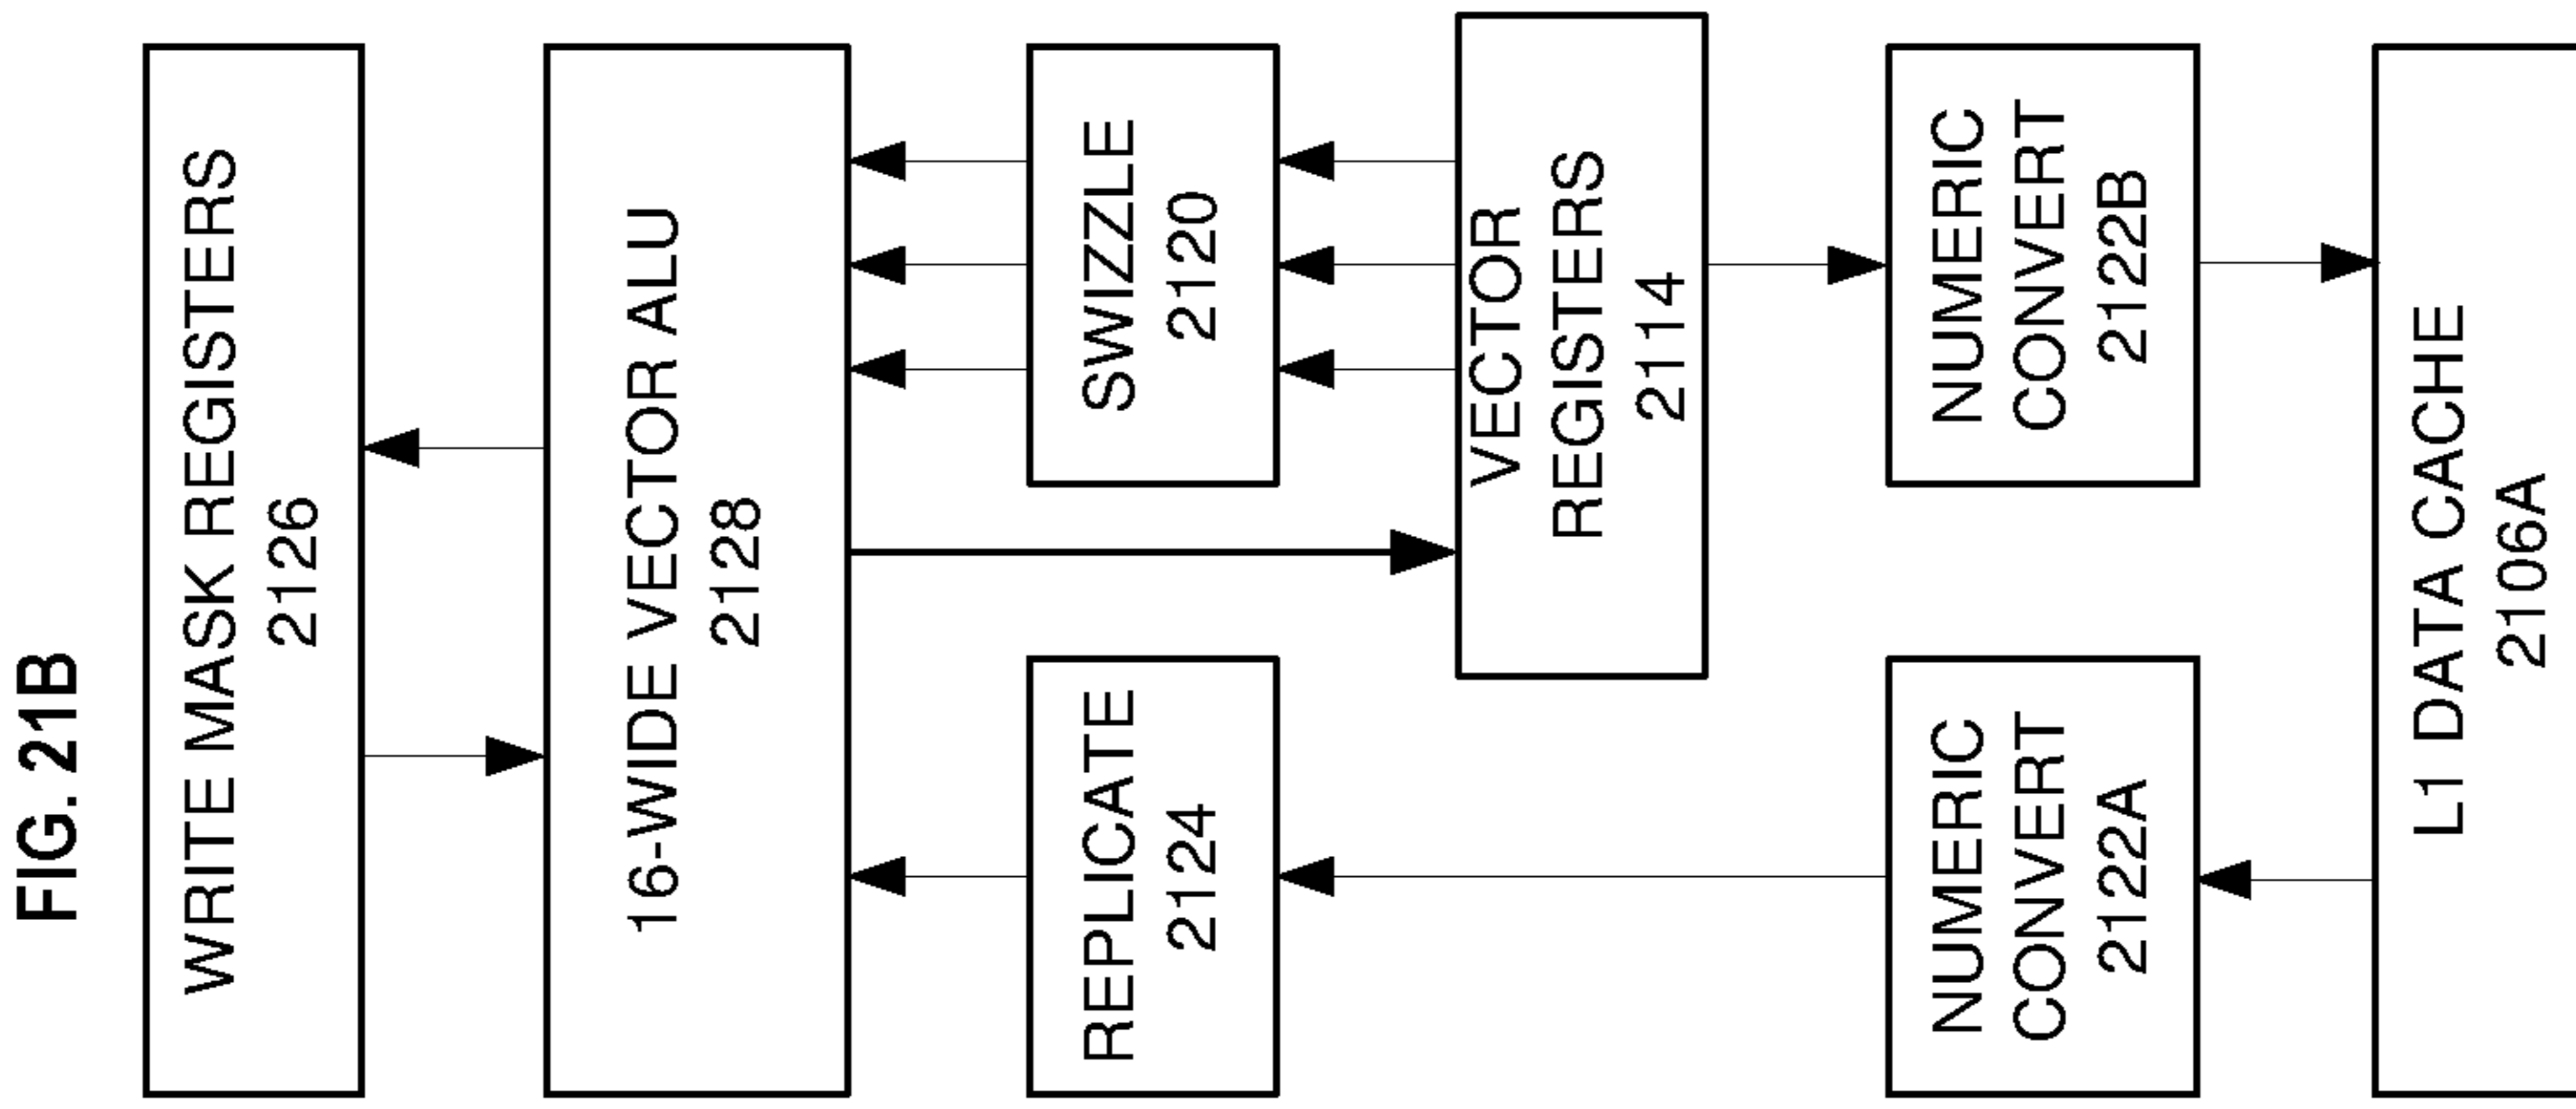 FIG. 21B
WRITE MASK REGISTERS
2126
16-WIDE VECTOR ALU
2128
REPLICATE
2124
SWIZZLE
2120
VECTOR
REGISTERS
2114
NUMERIC
CONVERT
2122A
NUMERIC
CONVERT
2122B
L1 DATA CACHE
2106A